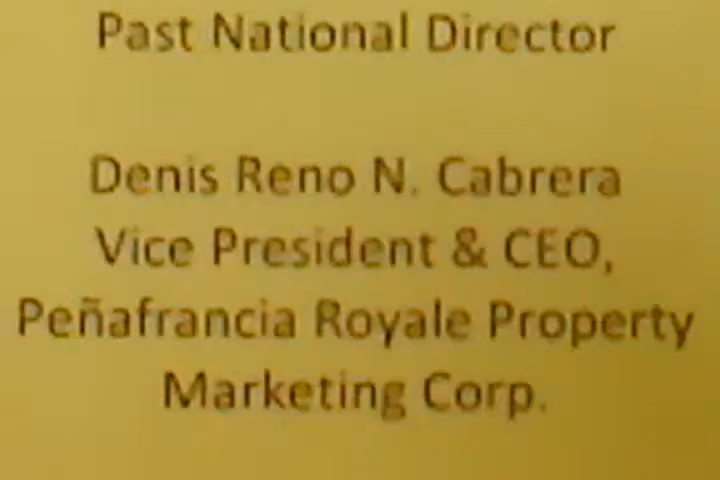 Past National Director
Denis Reno N. Cabrera
Vice President & CEO,
Peñafrancia Royale Property
Marketing Corp.